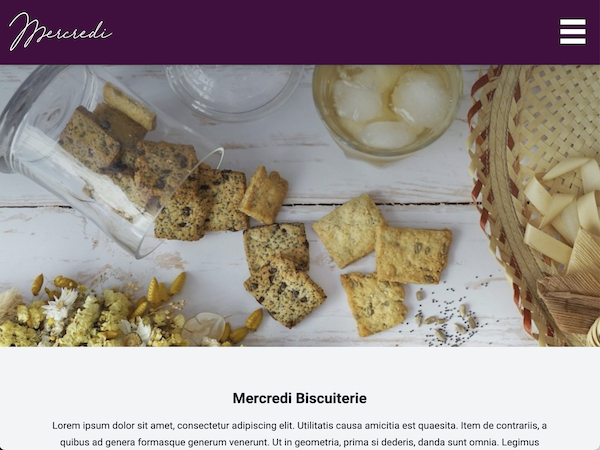 Mercredi
Mercredi Biscuiterie
Lorem ipsum dolor sit amet, consectetur adipiscing elit. Utilitatis causa amicitia est quaesita. Item de contrariis, a
quibus ad genera formasque generum venerunt. Ut in geometria, prima si dederis, danda sunt omnia. Legimus